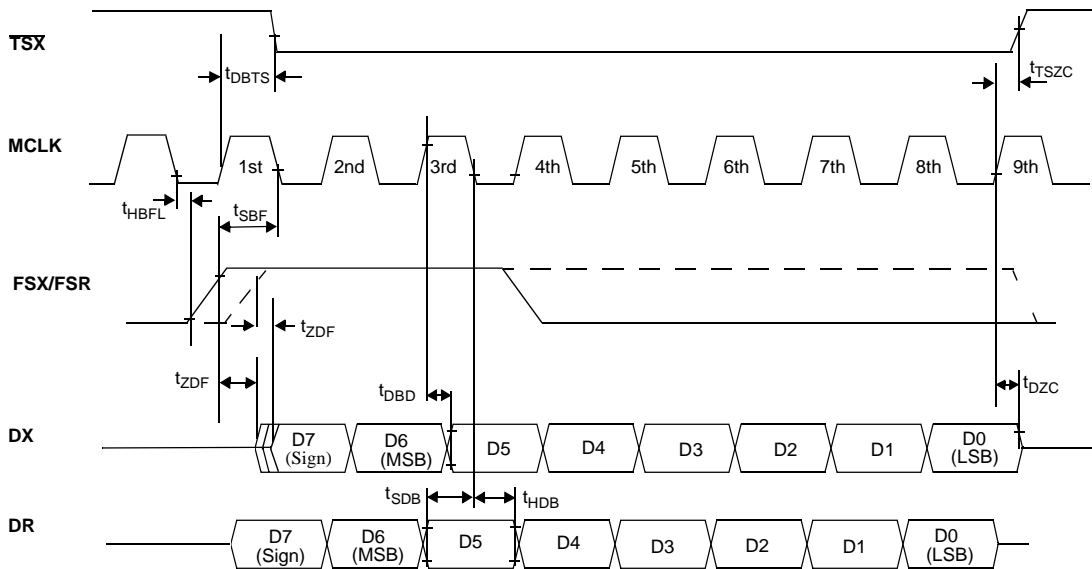 TSX
tDBTS
tTSZC
MCLK
1st 2nd 3rd 4th 5th 6th 7th 8th 9th
tHBFL
tSBF
FSX/FSR
tZDF
tZDF
tDBD
tDZC
DX
D7 (Sign) D6 (MSB) D5 D4 D3 D2 D1 D0 (LSB)
tSDB
tHDB
DR
D7 (Sign) D6 (MSB) D5 D4 D3 D2 D1 D0 (LSB)